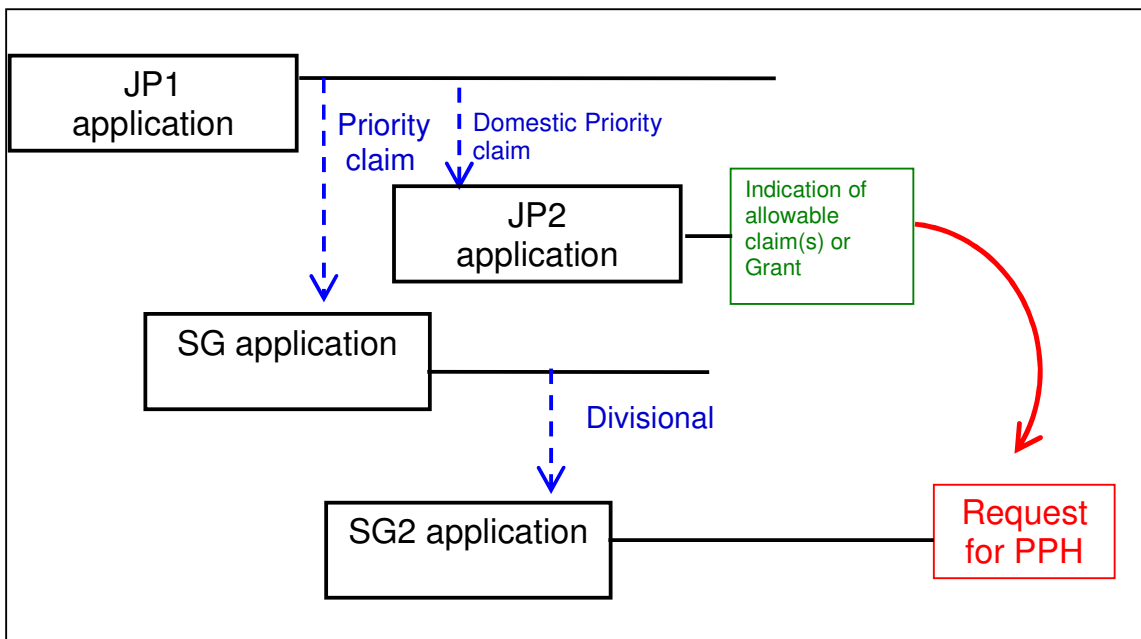 JP1
application
Priority
claim
Domestic Priority
claim
JP2
application
Indication of
allowable
claim(s) or
Grant
SG application
Divisional
SG2 application
Request
for PPH